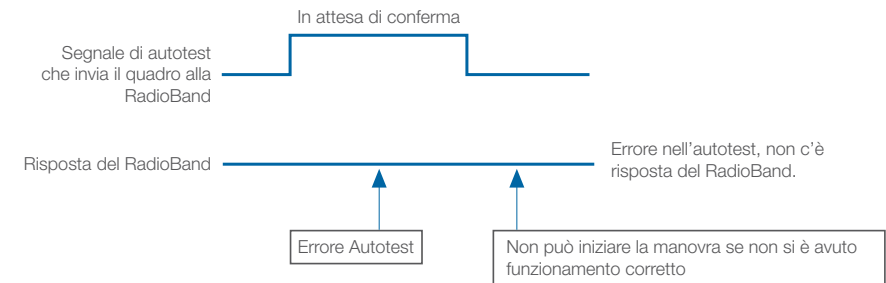 In attesa di conferma
Segnale di autotest
che invia il quadro alla
RadioBand
Risposta del RadioBand
Errore nell'autotest, non c'è
risposta del RadioBand.
Errore Autotest
Non può iniziare la manovra se non si è avuto
funzionamento corretto